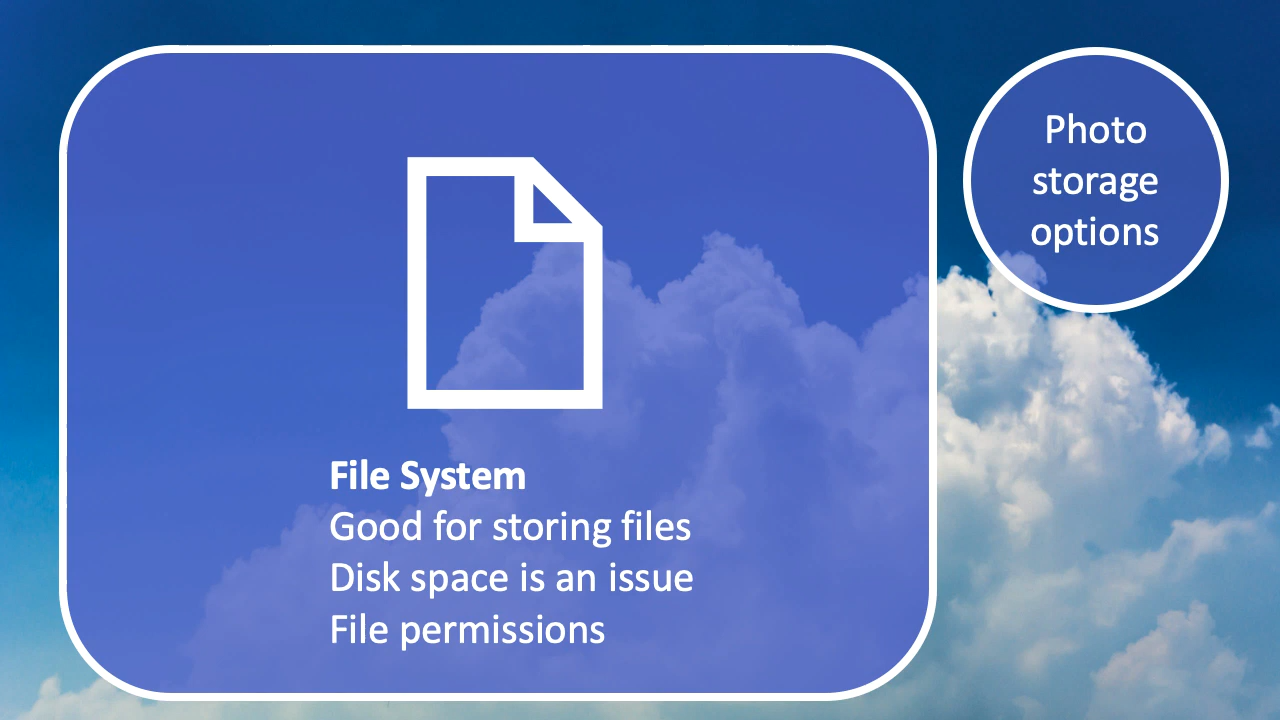 Photo
storage
options
File System
Good for storing files
Disk space is an issue
File permissions